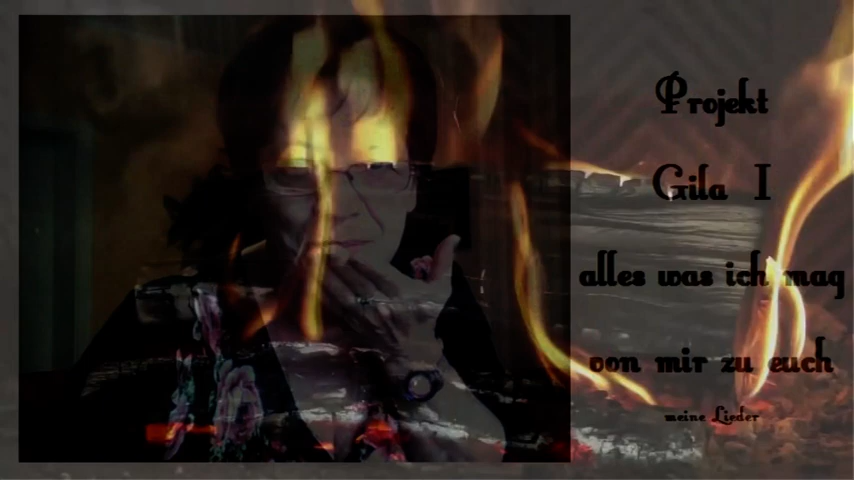 Projekt
Gila I
alles was ich mag
von mir zu euch
meine Lieder